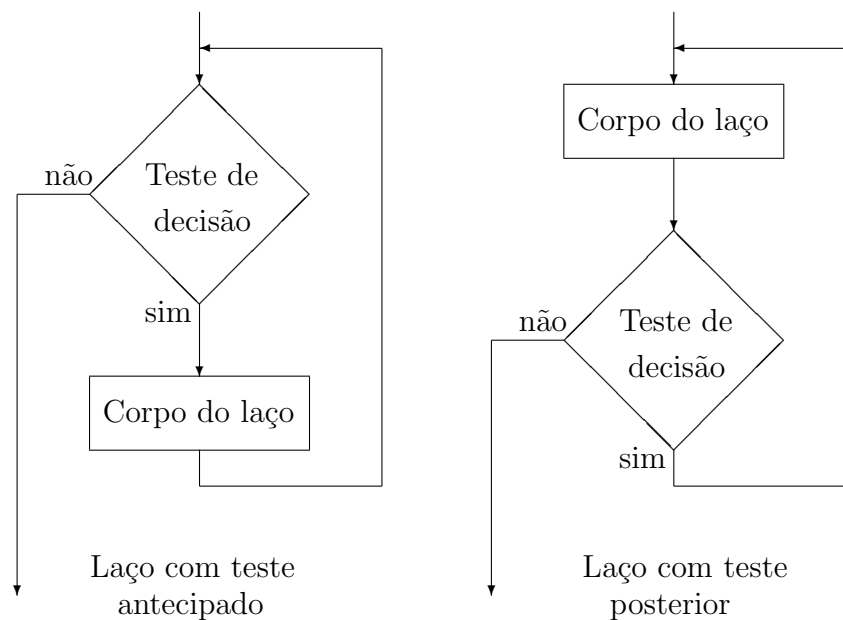 não
Teste de
decisão
sim
Corpo do laço
Laço com teste
antecipado
Corpo do laço
não
Teste de
decisão
sim
Laço com teste
posterior